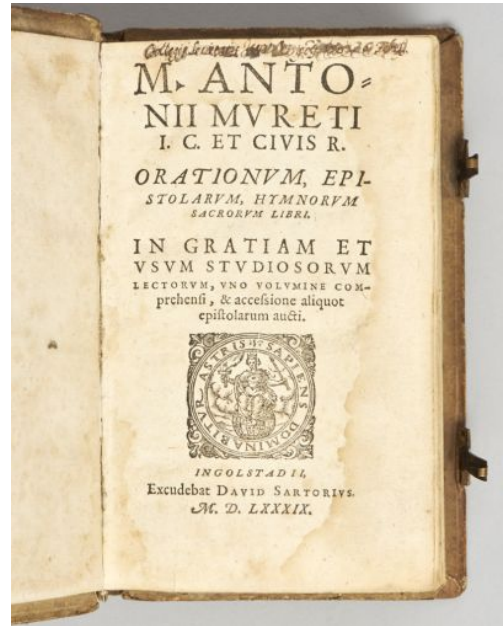 M. ANTO=
NII MVRETI
I. C. ET CIVIS R.
ORATIONVM, EPI-
STOLARVM, HYMNORVM
SACRORVM LIBRI.
IN GRATIAM ET
VSVM STVDIOSORVM
LECTORVM, VNO VOLVMINE COM-
prehensi, & accessione aliquot
epistolarum aucti.
SAPIENS DOMINABITVR ASTRIS
INGOLSTADII,
Excudebat DAVID SARTORIVS.
M. D. LXXXIX.